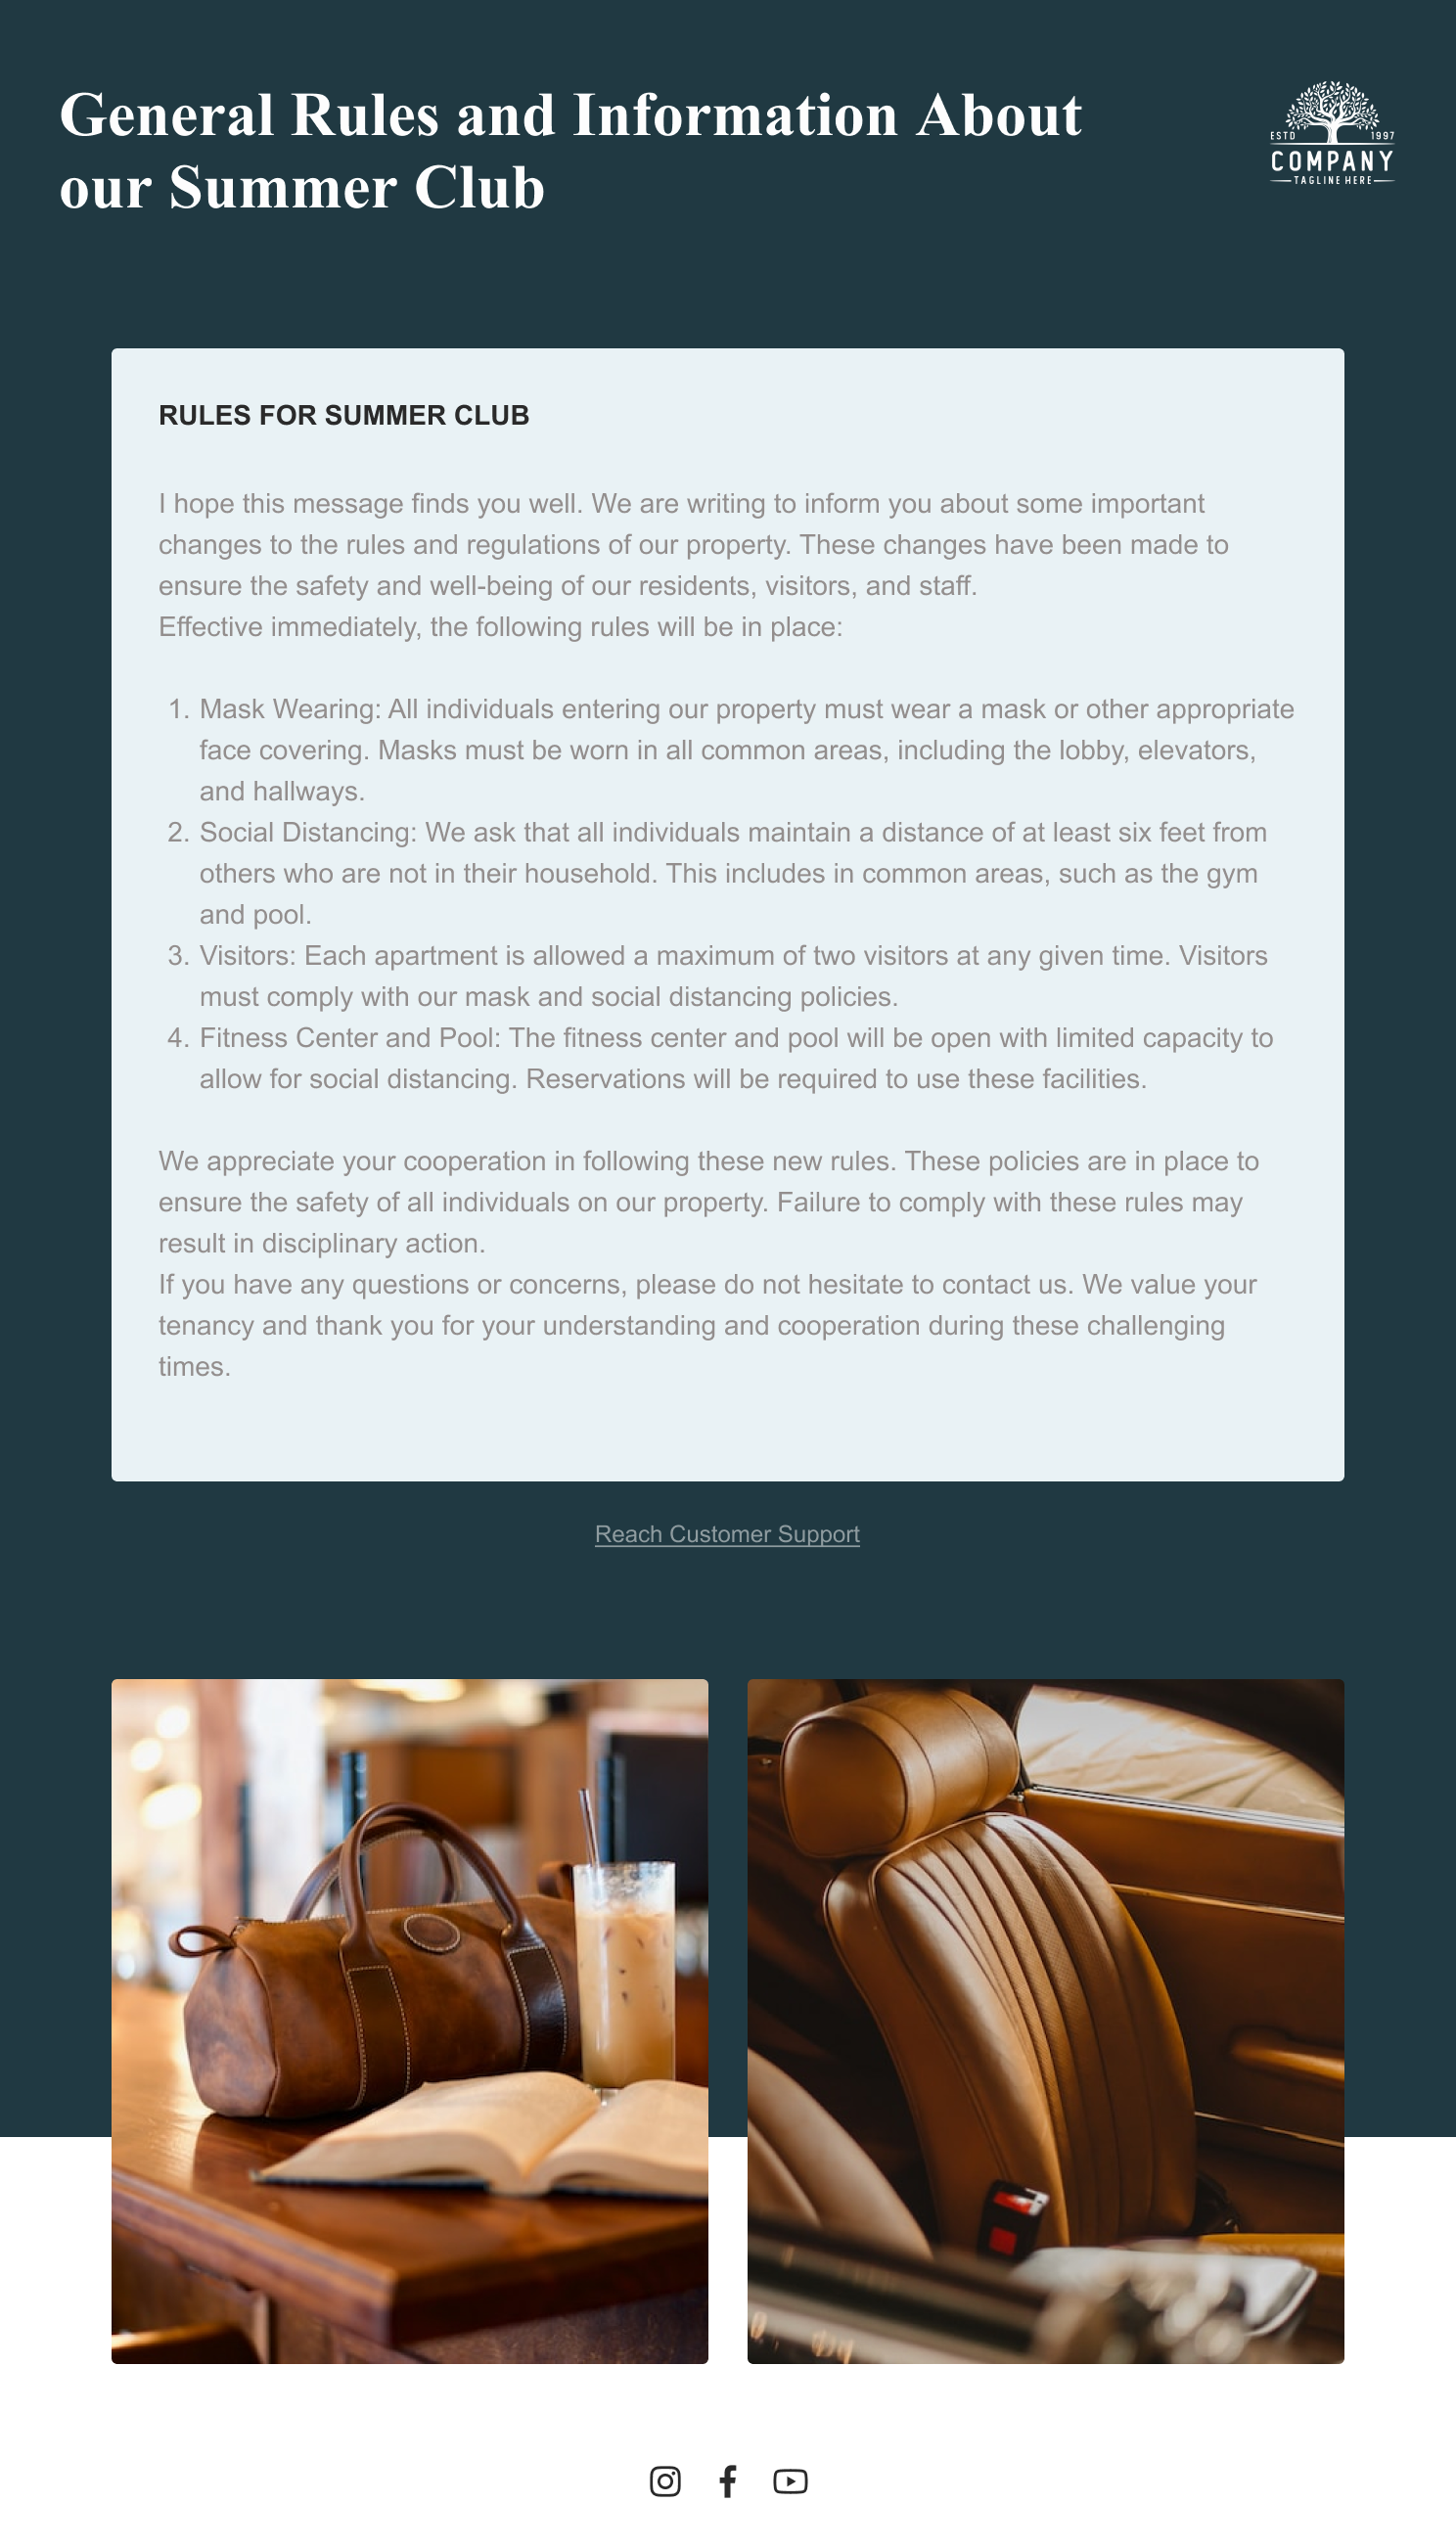 General Rules and Information About
our Summer Club
ESTD 1997
COMPANY
TAGLINE HERE
RULES FOR SUMMER CLUB
I hope this message finds you well. We are writing to inform you about some important
changes to the rules and regulations of our property. These changes have been made to
ensure the safety and well-being of our residents, visitors, and staff.
Effective immediately, the following rules will be in place:
1. Mask Wearing: All individuals entering our property must wear a mask or other appropriate
face covering. Masks must be worn in all common areas, including the lobby, elevators,
and hallways.
2. Social Distancing: We ask that all individuals maintain a distance of at least six feet from
others who are not in their household. This includes in common areas, such as the gym
and pool.
3. Visitors: Each apartment is allowed a maximum of two visitors at any given time. Visitors
must comply with our mask and social distancing policies.
4. Fitness Center and Pool: The fitness center and pool will be open with limited capacity to
allow for social distancing. Reservations will be required to use these facilities.
We appreciate your cooperation in following these new rules. These policies are in place to
ensure the safety of all individuals on our property. Failure to comply with these rules may
result in disciplinary action.
If you have any questions or concerns, please do not hesitate to contact us. We value your
tenancy and thank you for your understanding and cooperation during these challenging
times.
Reach Customer Support